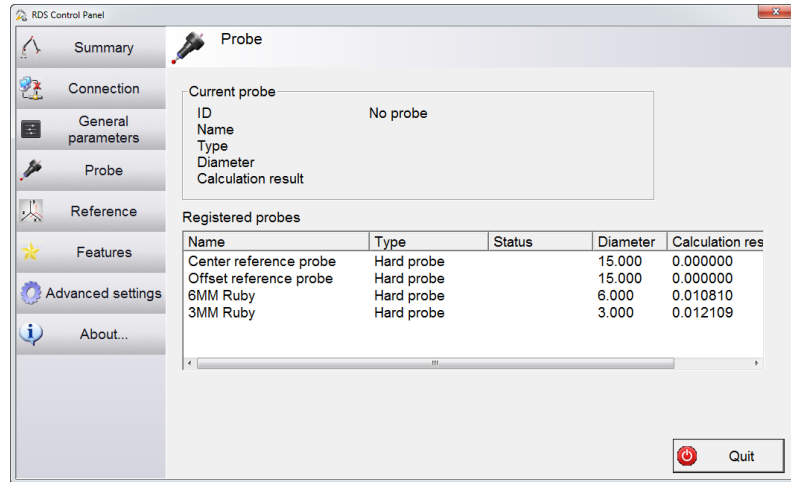 RDS Control Panel
Summary
Connection
General
parameters
Probe
Reference
Features
Advanced settings
About...
Probe
Current probe
ID No probe
Name
Type
Diameter
Calculation result
Registered probes
Name Type Status Diameter Calculation res
Center reference probe Hard probe 15.000 0.000000
Offset reference probe Hard probe 15.000 0.000000
6MM Ruby Hard probe 6.000 0.010810
3MM Ruby Hard probe 3.000 0.012109
Quit